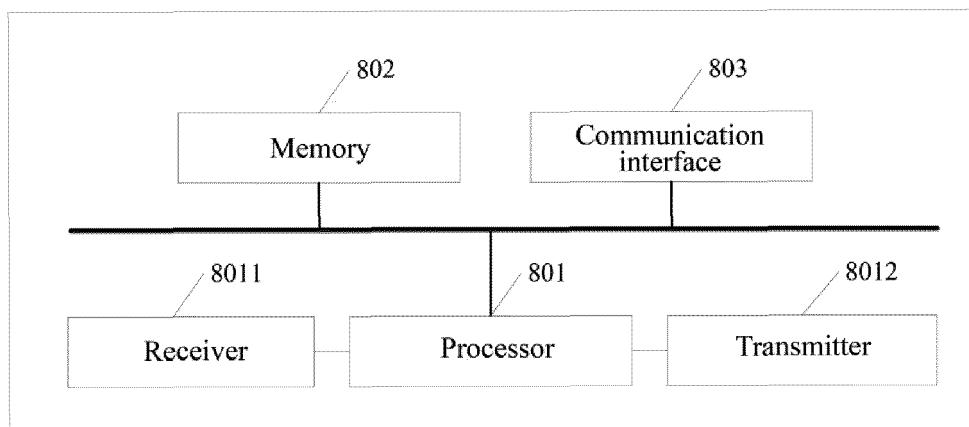 802
803
Memory
Communication
interface
8011
801
8012
Receiver
Processor
Transmitter